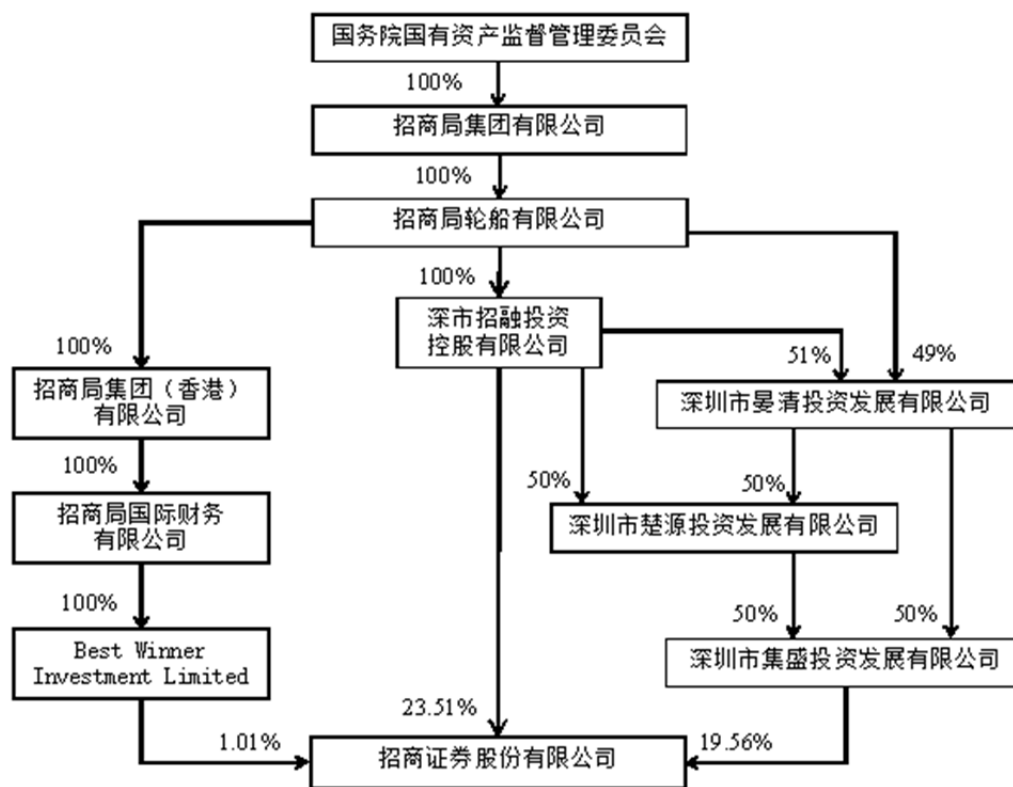 国务院国有资产监督管理委员会
100%
招商局集团有限公司
100%
招商局轮船有限公司
100%
深市招融投资
控股有限公司
100%
51%
49%
招商局集团（香港）
有限公司
深圳市晏清投资发展有限公司
100%
50%
50%
招商局国际财务
有限公司
深圳市楚源投资发展有限公司
100%
50%
50%
Best Winner
Investment Limited
深圳市集盛投资发展有限公司
23.51%
1.01%
19.56%
招商证券股份有限公司